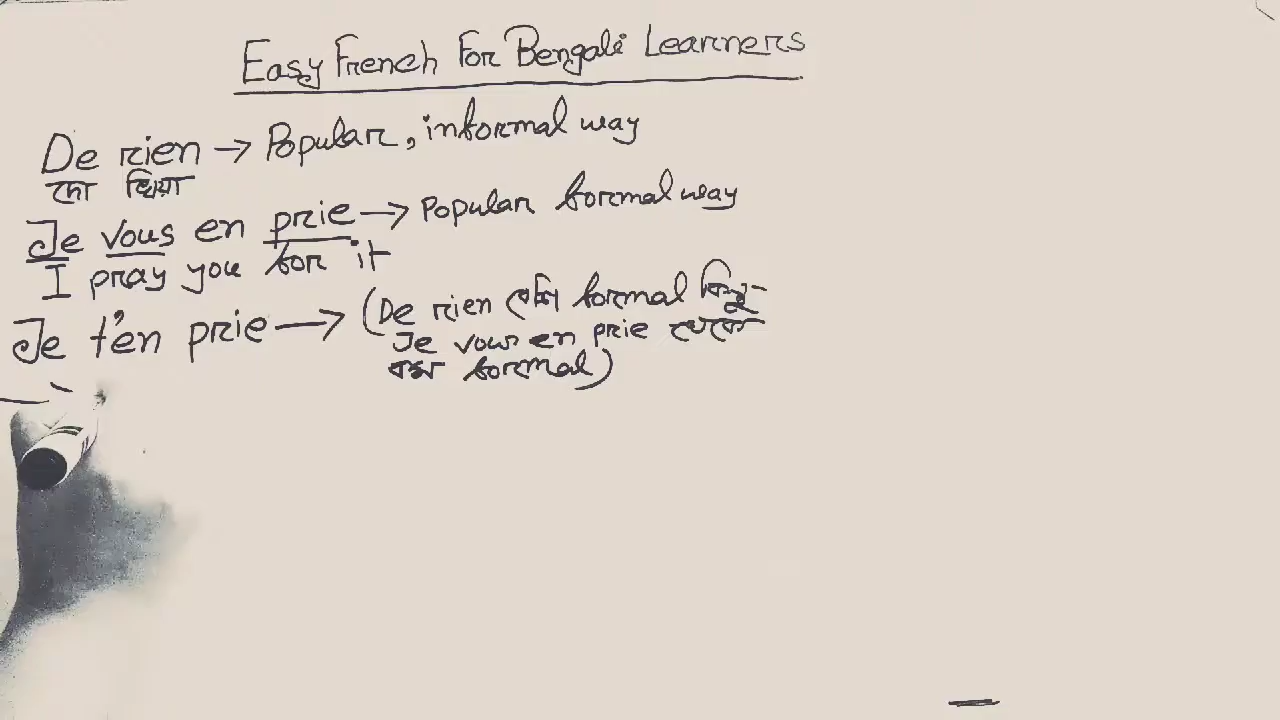 Easy French For Bengali Learners
De rien → Popular, informal way
দো
Je vous en prie → Popular formal way
I pray you for it
Je t'en prie → (De rien বেশি formal কিন্তু
Je vous en prie থেকে
কম formal)